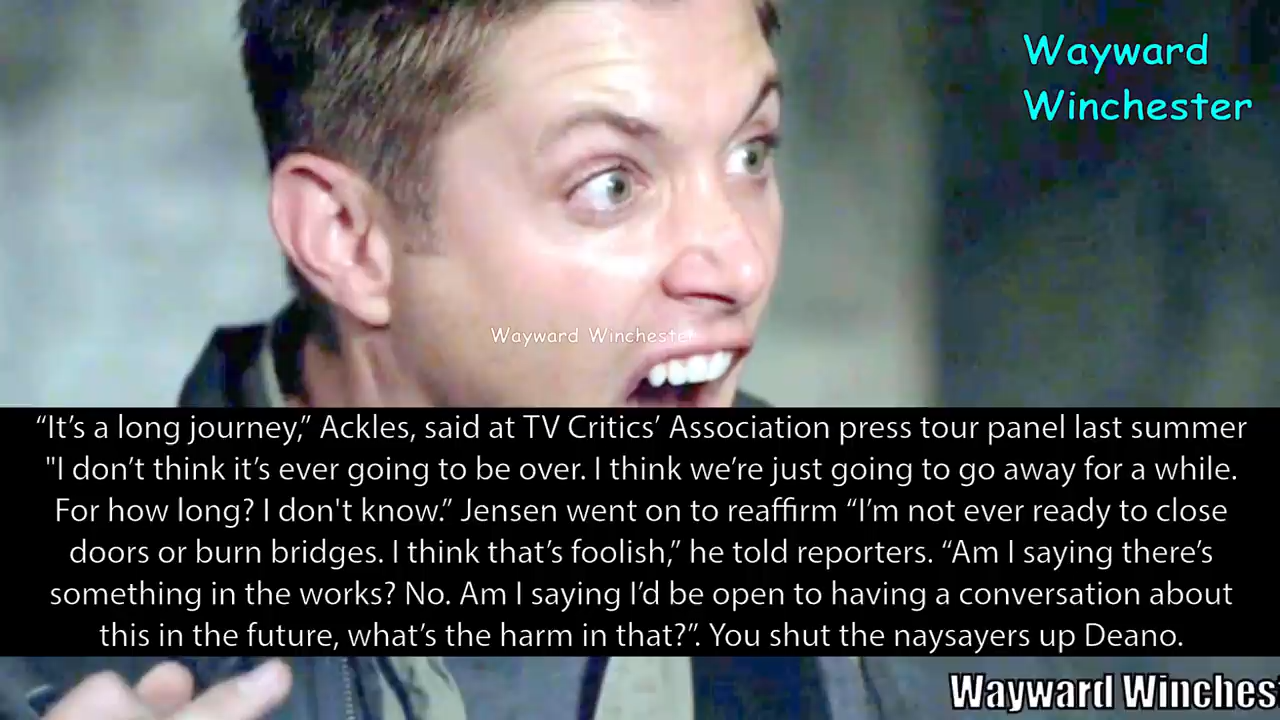 Wayward
Winchester
Wayward Winchester
“It’s a long journey,” Ackles, said at TV Critics’ Association press tour panel last summer
"I don’t think it’s ever going to be over. I think we’re just going to go away for a while.
For how long? I don't know.” Jensen went on to reaffirm “I’m not ever ready to close
doors or burn bridges. I think that’s foolish,” he told reporters. “Am I saying there’s
something in the works? No. Am I saying I’d be open to having a conversation about
this in the future, what’s the harm in that?”. You shut the naysayers up Deano.
Wayward Winches